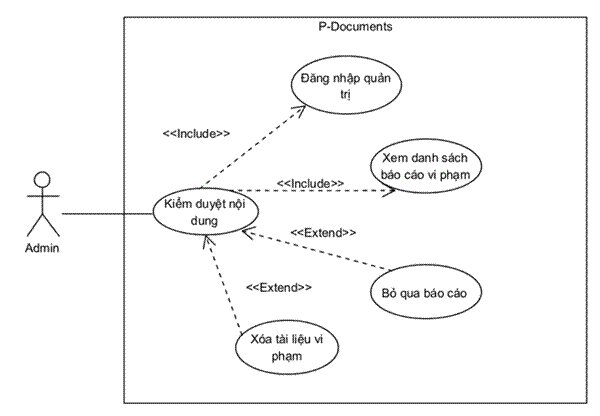 P-Documents
Đăng nhập quản
trị
<<Include>>
Xem danh sách
báo cáo vi phạm
<<Include>>
Kiểm duyệt nội
dung
Admin
<<Extend>>
<<Extend>>
Bỏ qua báo cáo
Xóa tài liệu vi
phạm